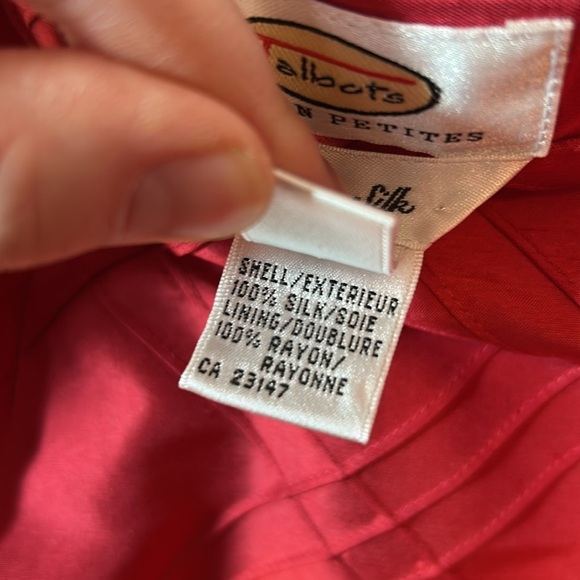 albots
N PETITES
Silk
SHELL/EXTERIEUR
100% SILK/SOIE
LINING/DOUBLURE
100% RAYON/
RAYONNE
CA 23147